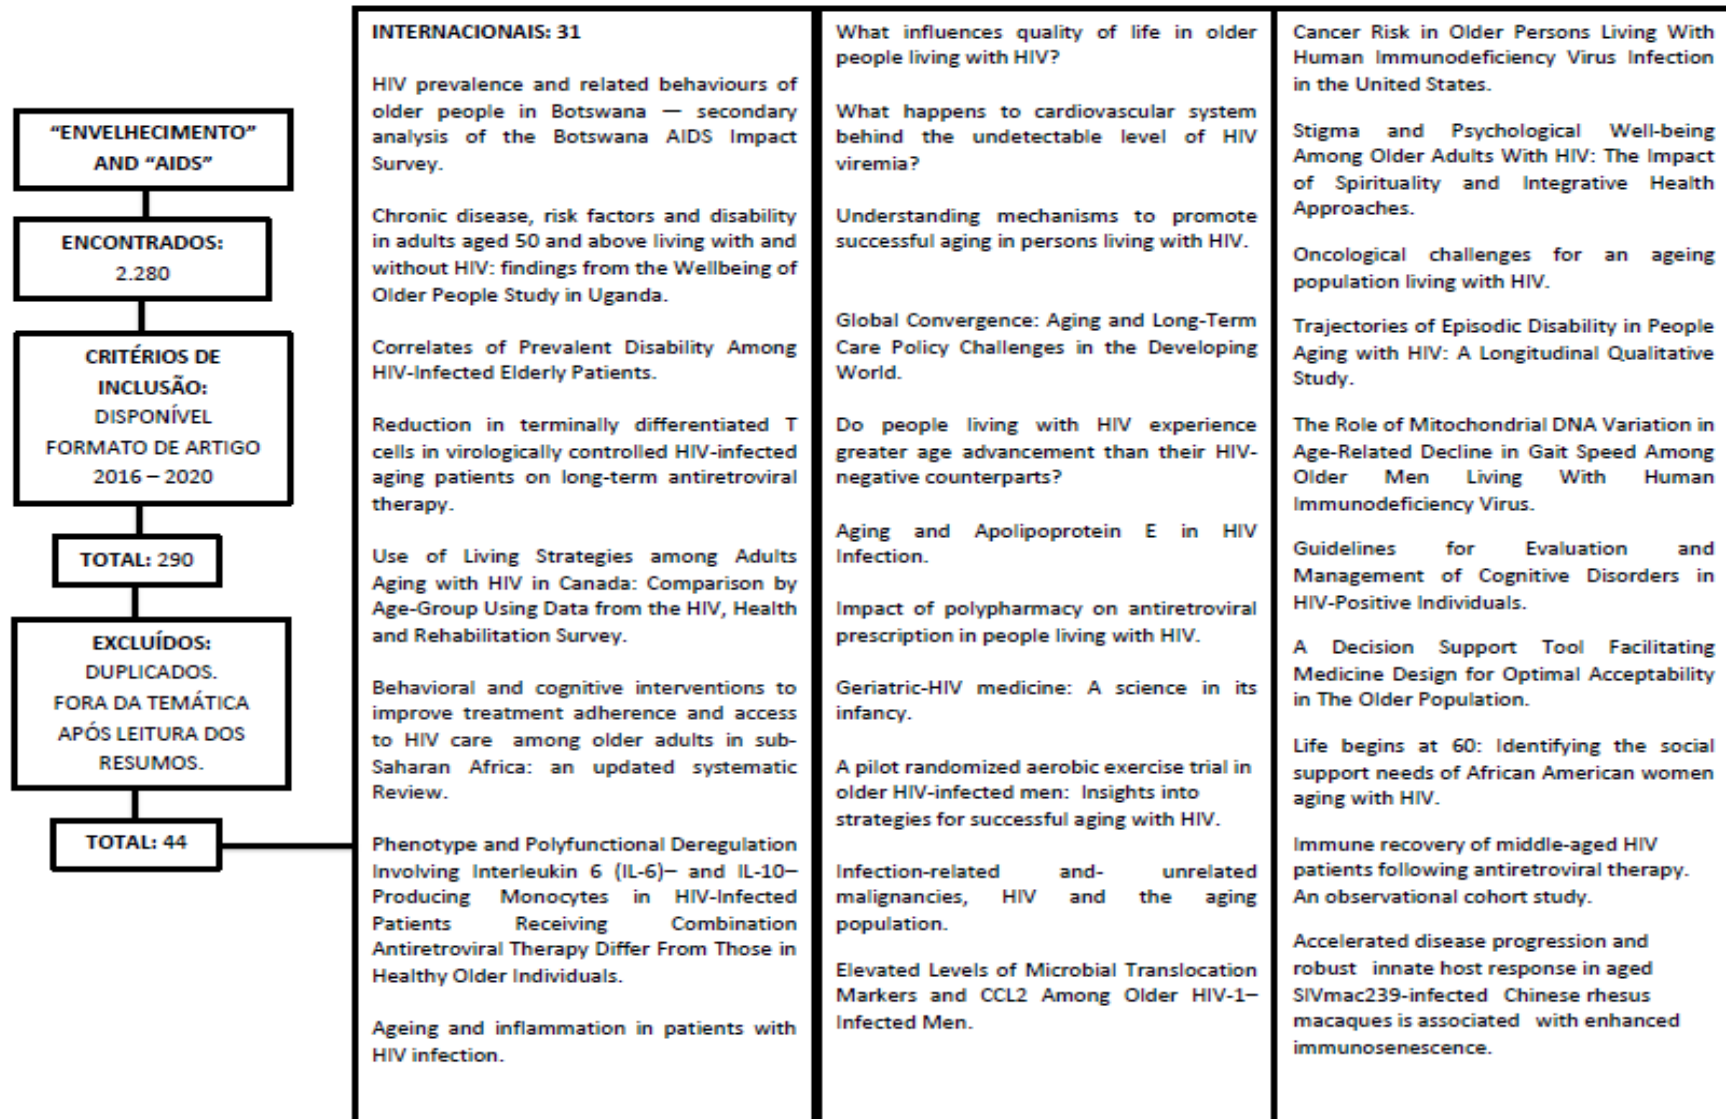 “ENVELHECIMENTO”
AND “AIDS”
ENCONTRADOS:
2.280
CRITÉRIOS DE
INCLUSÃO:
DISPONÍVEL
FORMATO DE ARTIGO
2016 – 2020
TOTAL: 290
EXCLUÍDOS:
DUPLICADOS.
FORA DA TEMÁTICA
APÓS LEITURA DOS
RESUMOS.
TOTAL: 44
INTERNACIONAIS: 31
HIV prevalence and related behaviours of
older people in Botswana — secondary
analysis of the Botswana AIDS Impact
Survey.
Chronic disease, risk factors and disability
in adults aged 50 and above living with and
without HIV: findings from the Wellbeing of
Older People Study in Uganda.
Correlates of Prevalent Disability Among
HIV-Infected Elderly Patients.
Reduction in terminally differentiated T
cells in virologically controlled HIV-infected
aging patients on long-term antiretroviral
therapy.
Use of Living Strategies among Adults
Aging with HIV in Canada: Comparison by
Age-Group Using Data from the HIV, Health
and Rehabilitation Survey.
Behavioral and cognitive interventions to
improve treatment adherence and access
to HIV care among older adults in sub-
Saharan Africa: an updated systematic
Review.
Phenotype and Polyfunctional Deregulation
Involving Interleukin 6 (IL-6)– and IL-10–
Producing Monocytes in HIV-Infected
Patients Receiving Combination
Antiretroviral Therapy Differ From Those in
Healthy Older Individuals.
Ageing and inflammation in patients with
HIV infection.
What influences quality of life in older
people living with HIV?
What happens to cardiovascular system
behind the undetectable level of HIV
viremia?
Understanding mechanisms to promote
successful aging in persons living with HIV.
Global Convergence: Aging and Long-Term
Care Policy Challenges in the Developing
World.
Do people living with HIV experience
greater age advancement than their HIV-
negative counterparts?
Aging and Apolipoprotein E in HIV
Infection.
Impact of polypharmacy on antiretroviral
prescription in people living with HIV.
Geriatric-HIV medicine: A science in its
infancy.
A pilot randomized aerobic exercise trial in
older HIV-infected men: Insights into
strategies for successful aging with HIV.
Infection-related and- unrelated
malignancies, HIV and the aging
population.
Elevated Levels of Microbial Translocation
Markers and CCL2 Among Older HIV-1–
Infected Men.
Cancer Risk in Older Persons Living With
Human Immunodeficiency Virus Infection
in the United States.
Stigma and Psychological Well-being
Among Older Adults With HIV: The Impact
of Spirituality and Integrative Health
Approaches.
Oncological challenges for an ageing
population living with HIV.
Trajectories of Episodic Disability in People
Aging with HIV: A Longitudinal Qualitative
Study.
The Role of Mitochondrial DNA Variation in
Age-Related Decline in Gait Speed Among
Older Men Living With Human
Immunodeficiency Virus.
Guidelines for Evaluation and
Management of Cognitive Disorders in
HIV-Positive Individuals.
A Decision Support Tool Facilitating
Medicine Design for Optimal Acceptability
in The Older Population.
Life begins at 60: Identifying the social
support needs of African American women
aging with HIV.
Immune recovery of middle-aged HIV
patients following antiretroviral therapy.
An observational cohort study.
Accelerated disease progression and
robust innate host response in aged
SIVmac239-infected Chinese rhesus
macaques is associated with enhanced
immunosenescence.